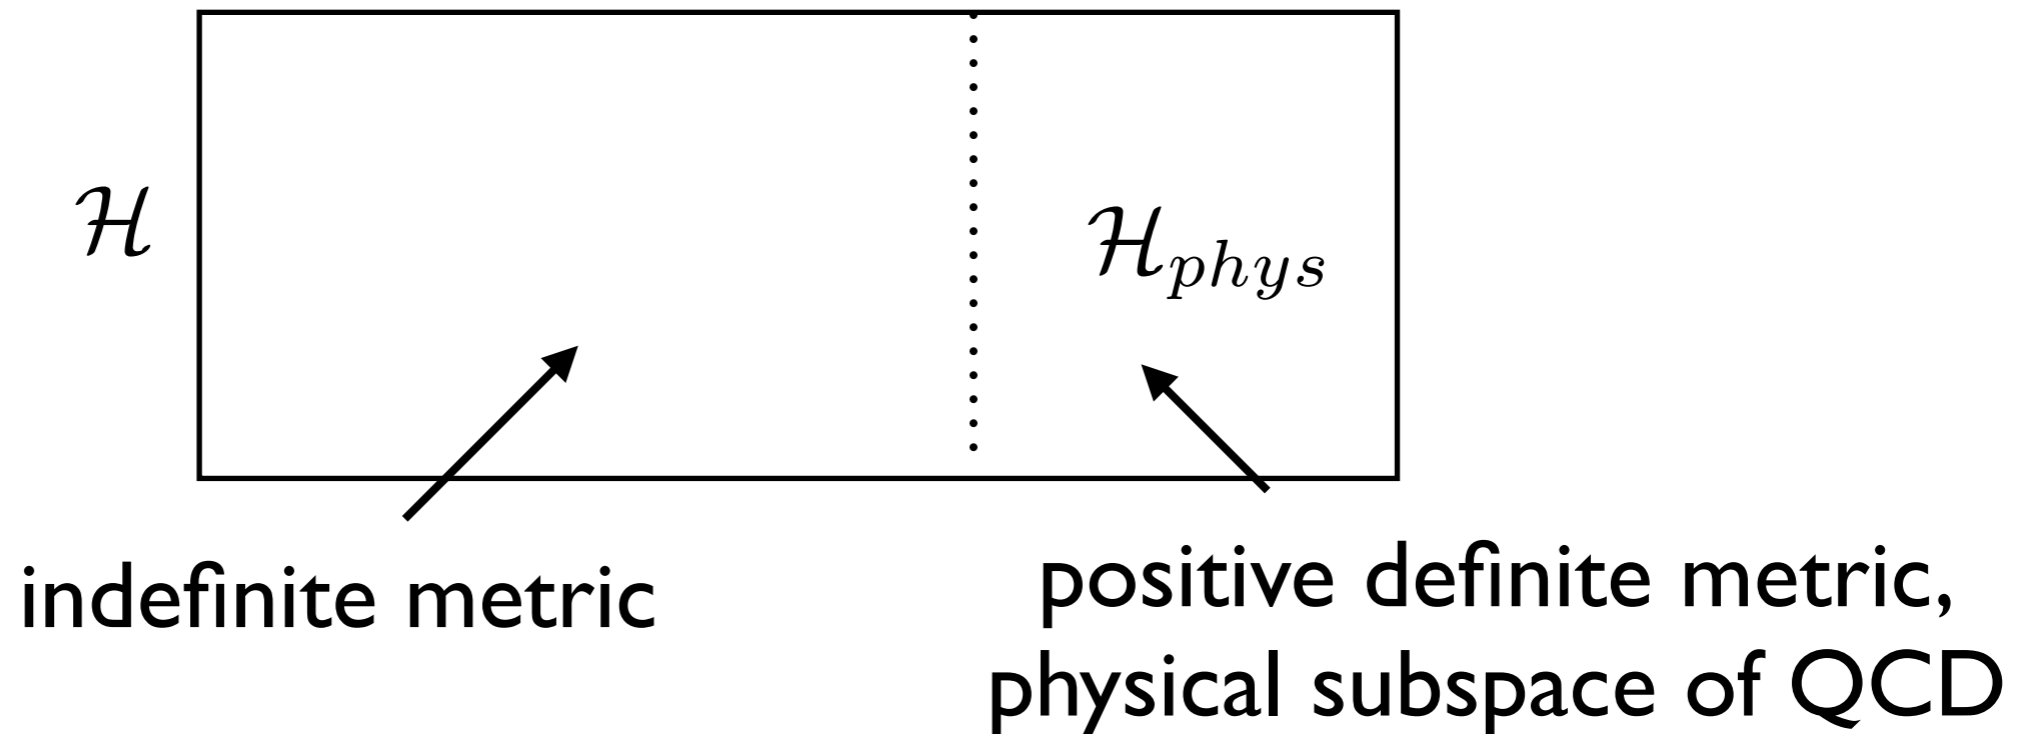 ℋ
ℋ_{phys}
indefinite metric
positive definite metric,
physical subspace of QCD